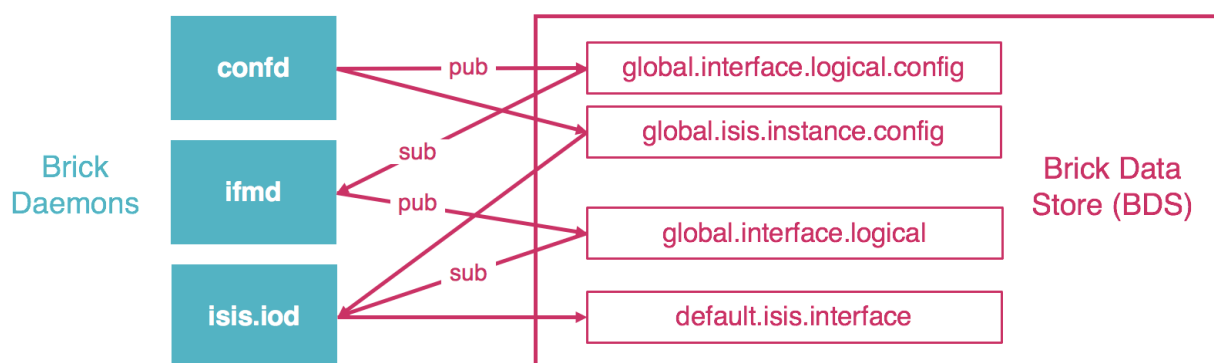 confd
pub
global.interface.logical.config
global.isis.instance.config
sub
Brick
Daemons
ifmd
pub
Brick Data
Store (BDS)
global.interface.logical
sub
isis.iod
default.isis.interface